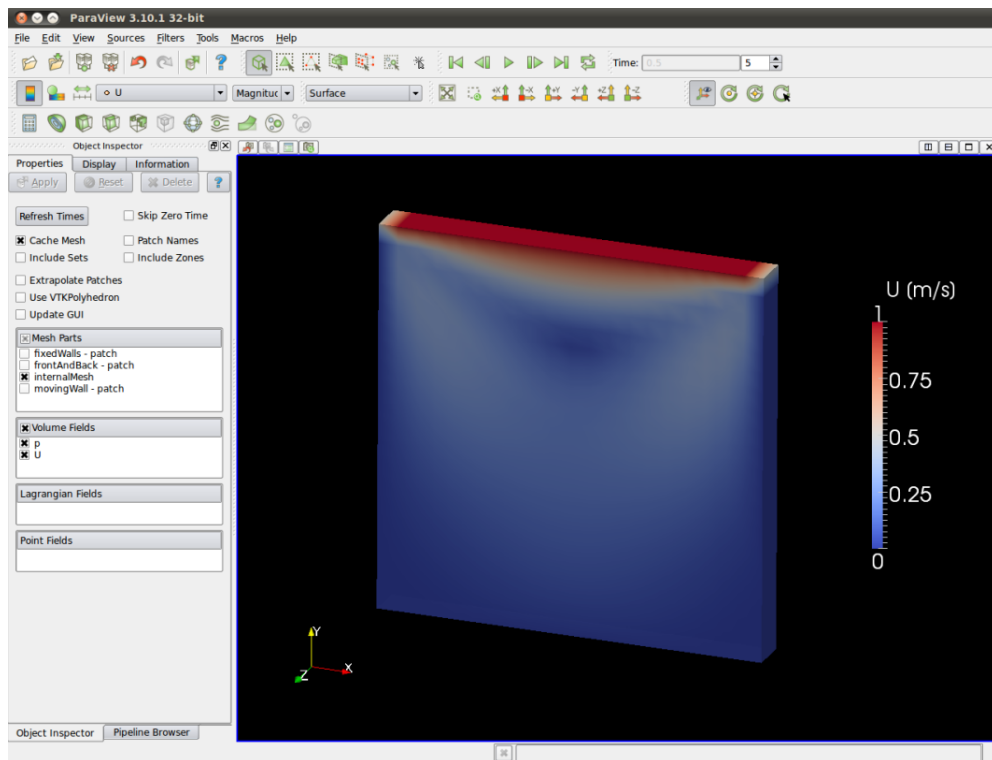 ParaView 3.10.1 32-bit
File Edit View Sources Filters Tools Macros Help
Time: 0.5 5
U Magnituc Surface
+X -X +Y -Y +Z -Z
Object Inspector
Properties Display Information
Apply Reset Delete ?
Refresh Times Skip Zero Time
Cache Mesh Patch Names
Include Sets Include Zones
Extrapolate Patches
Use VTKPolyhedron
Update GUI
Mesh Parts
fixedWalls - patch
frontAndBack - patch
internalMesh
movingWall - patch
Volume Fields
p
U
Lagrangian Fields
Point Fields
U (m/s)
1
0.75
0.5
0.25
0
Y
X
Z
Object Inspector Pipeline Browser